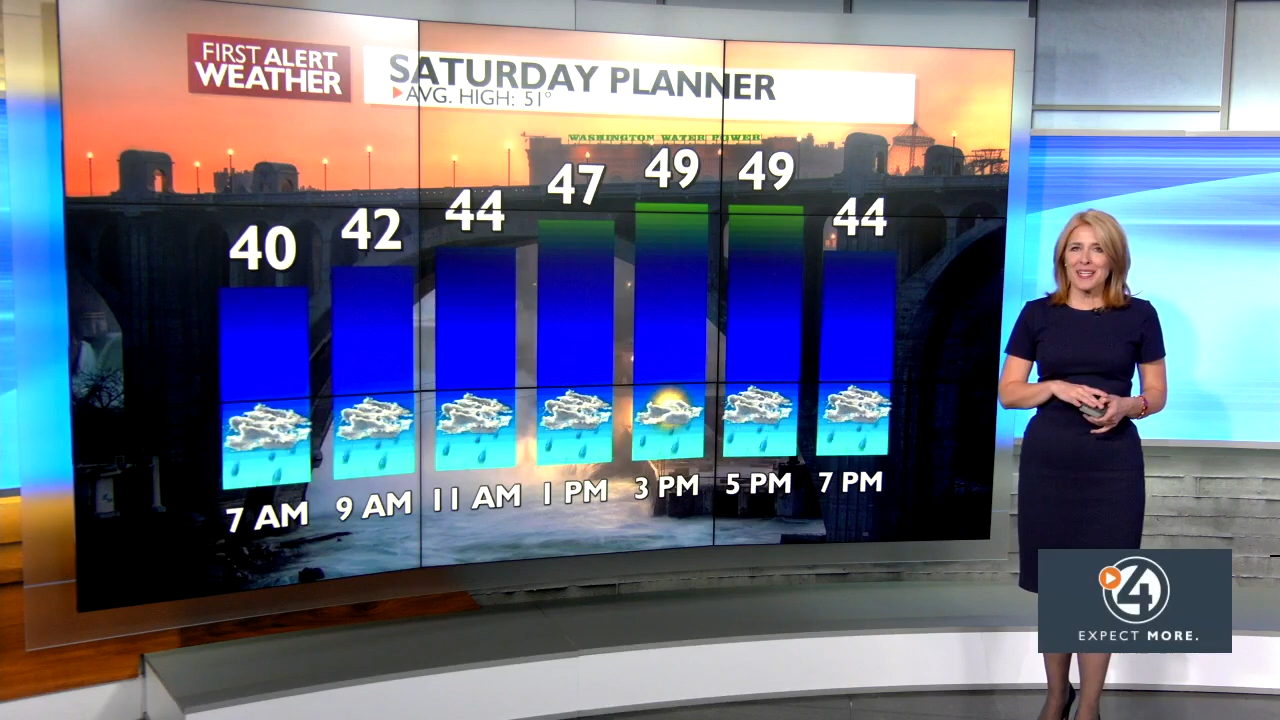 FIRST ALERT
WEATHER
SATURDAY PLANNER
AVG. HIGH: 51°
WASHINGTON WATER POWER
40 42 44 47 49 49 44
7 AM 9 AM 11 AM 1 PM 3 PM 5 PM 7 PM
4
EXPECT MORE.